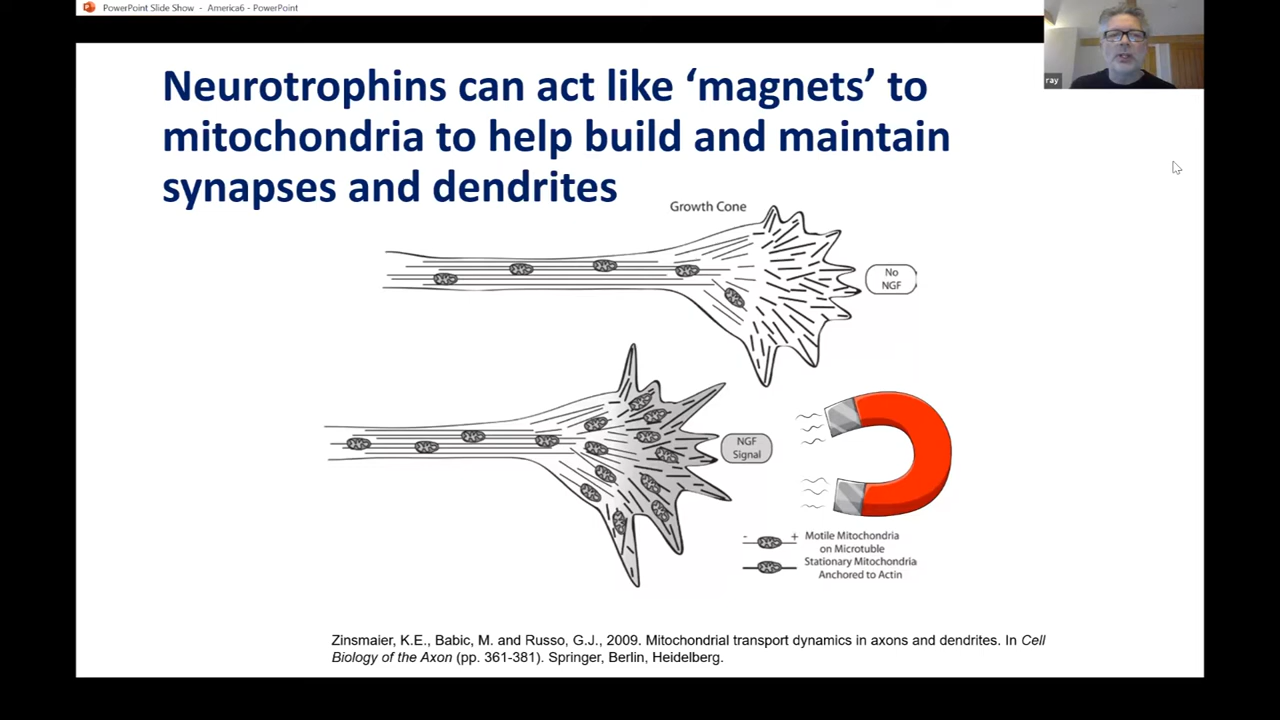 PowerPoint Slide Show - America6 - PowerPoint
ray
Neurotrophins can act like ‘magnets’ to
mitochondria to help build and maintain
synapses and dendrites
Growth Cone
No
NGF
NGF
Signal
- + Motile Mitochondria
on Microtuble
Stationary Mitochondria
Anchored to Actin
Zinsmaier, K.E., Babic, M. and Russo, G.J., 2009. Mitochondrial transport dynamics in axons and dendrites. In Cell
Biology of the Axon (pp. 361-381). Springer, Berlin, Heidelberg.